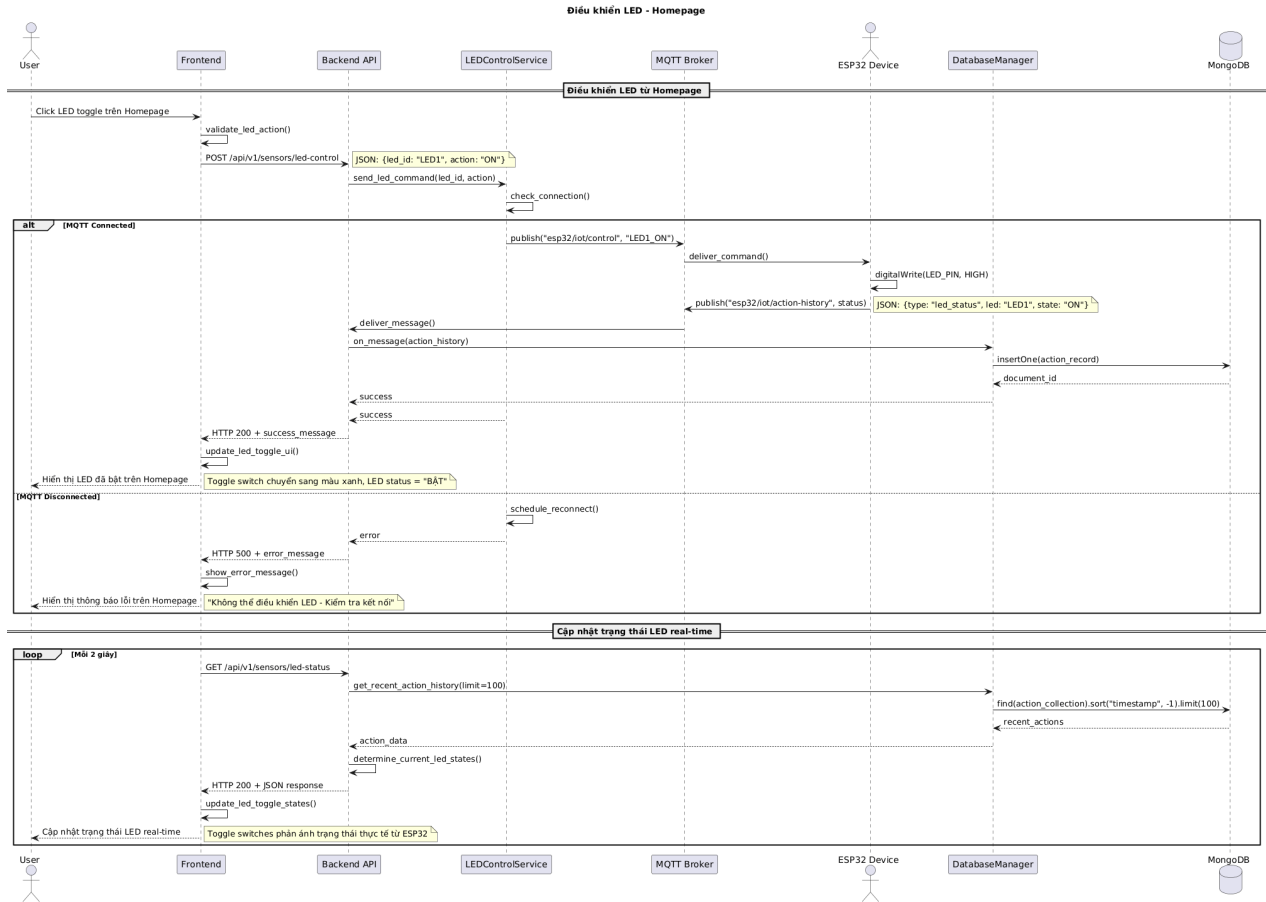 Điều khiển LED - Homepage
User
Frontend
Backend API
LEDControlService
MQTT Broker
ESP32 Device
DatabaseManager
MongoDB
Điều khiển LED từ Homepage
Click LED toggle trên Homepage
validate_led_action()
POST /api/v1/sensors/led-control
JSON: {led_id: "LED1", action: "ON"}
send_led_command(led_id, action)
check_connection()
alt
[MQTT Connected]
publish("esp32/iot/control", "LED1_ON")
deliver_command()
digitalWrite(LED_PIN, HIGH)
publish("esp32/iot/action-history", status)
JSON: {type: "led_status", led: "LED1", state: "ON"}
deliver_message()
on_message(action_history)
insertOne(action_record)
document_id
success
success
HTTP 200 + success_message
update_led_toggle_ui()
Hiển thị LED đã bật trên Homepage
Toggle switch chuyển sang màu xanh, LED status = "BẬT"
[MQTT Disconnected]
schedule_reconnect()
error
HTTP 500 + error_message
show_error_message()
Hiển thị thông báo lỗi trên Homepage
"Không thể điều khiển LED - Kiểm tra kết nối"
Cập nhật trạng thái LED real-time
loop
[Mỗi 2 giây]
GET /api/v1/sensors/led-status
get_recent_action_history(limit=100)
find(action_collection).sort("timestamp", -1).limit(100)
recent_actions
action_data
determine_current_led_states()
HTTP 200 + JSON response
update_led_toggle_states()
Cập nhật trạng thái LED real-time
Toggle switches phản ánh trạng thái thực tế từ ESP32
User
Frontend
Backend API
LEDControlService
MQTT Broker
ESP32 Device
DatabaseManager
MongoDB